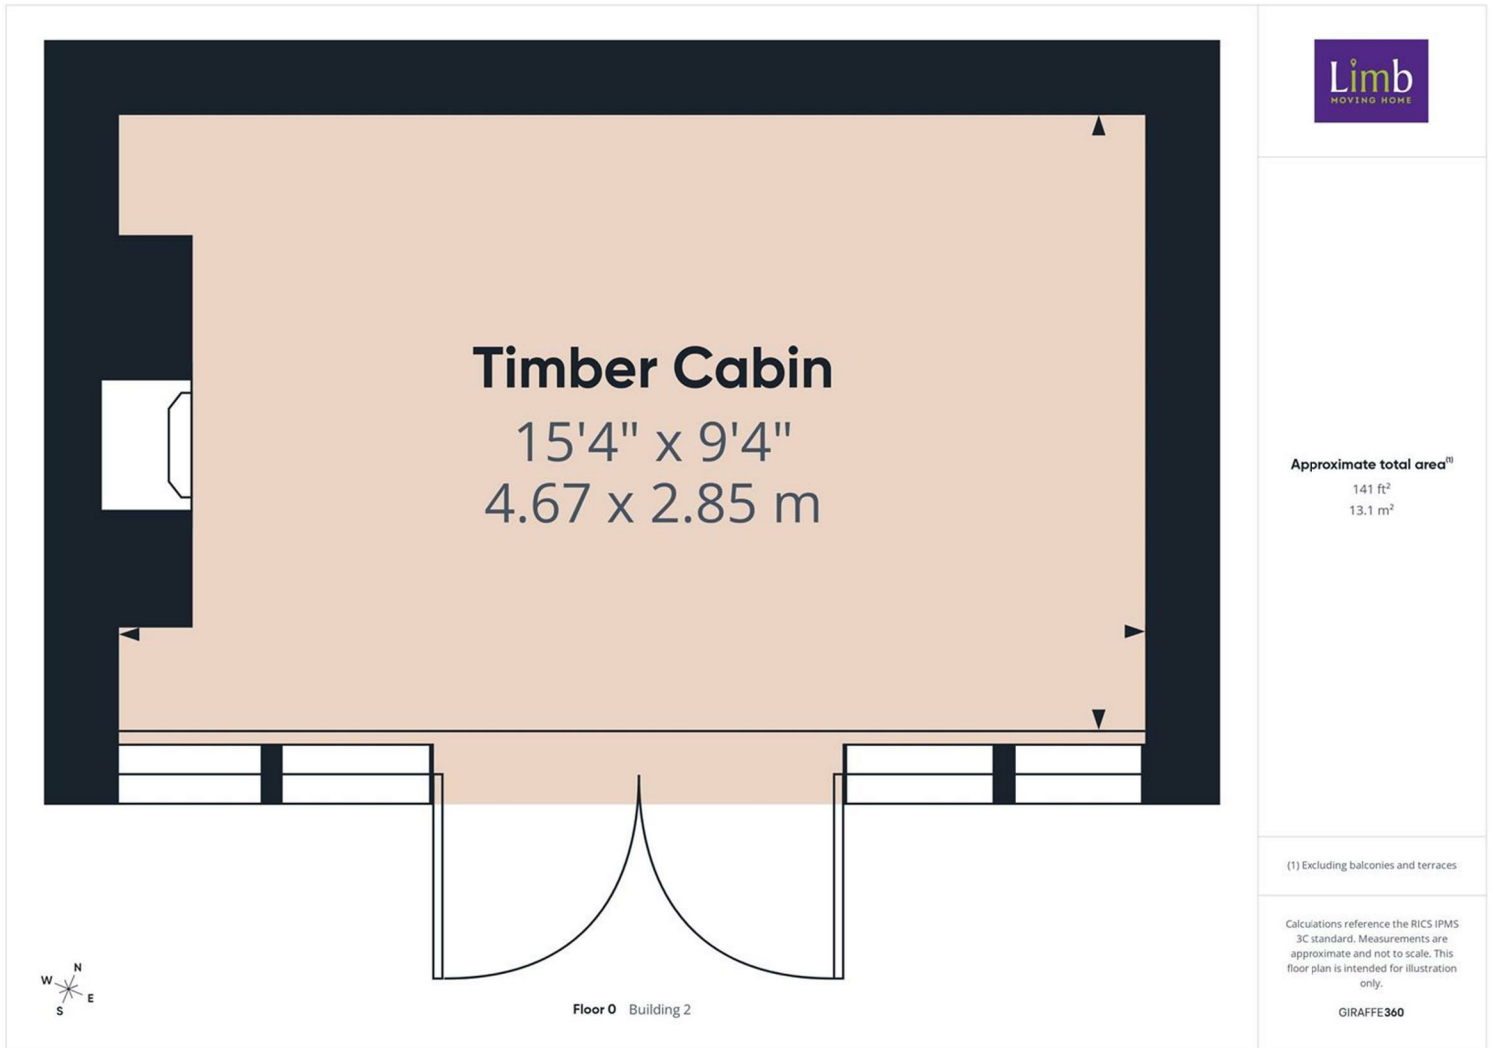 Limb
MOVING HOME
Timber Cabin
15'4" x 9'4"
4.67 x 2.85 m
Approximate total area⁽¹⁾
141 ft²
13.1 m²
(1) Excluding balconies and terraces
Calculations reference the RICS IPMS
3C standard. Measurements are
approximate and not to scale. This
floor plan is intended for illustration
only.
GIRAFFE360
N
W
E
S
Floor 0 Building 2